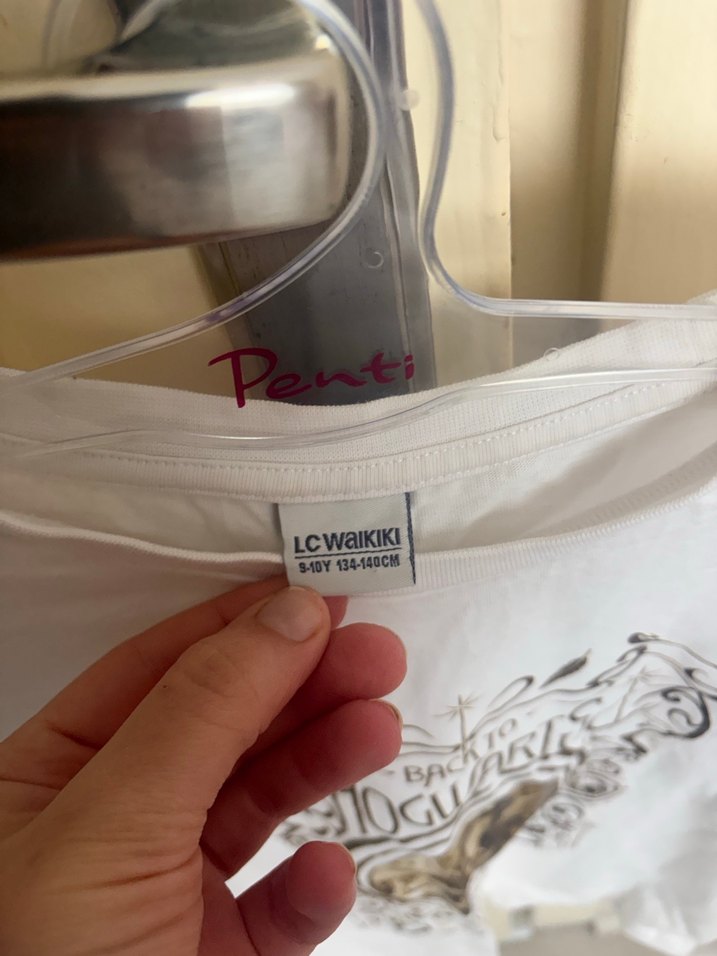 Penti
LC WAIKIKI
9-10Y 134-140CM
BACK TO
HOGWARTS